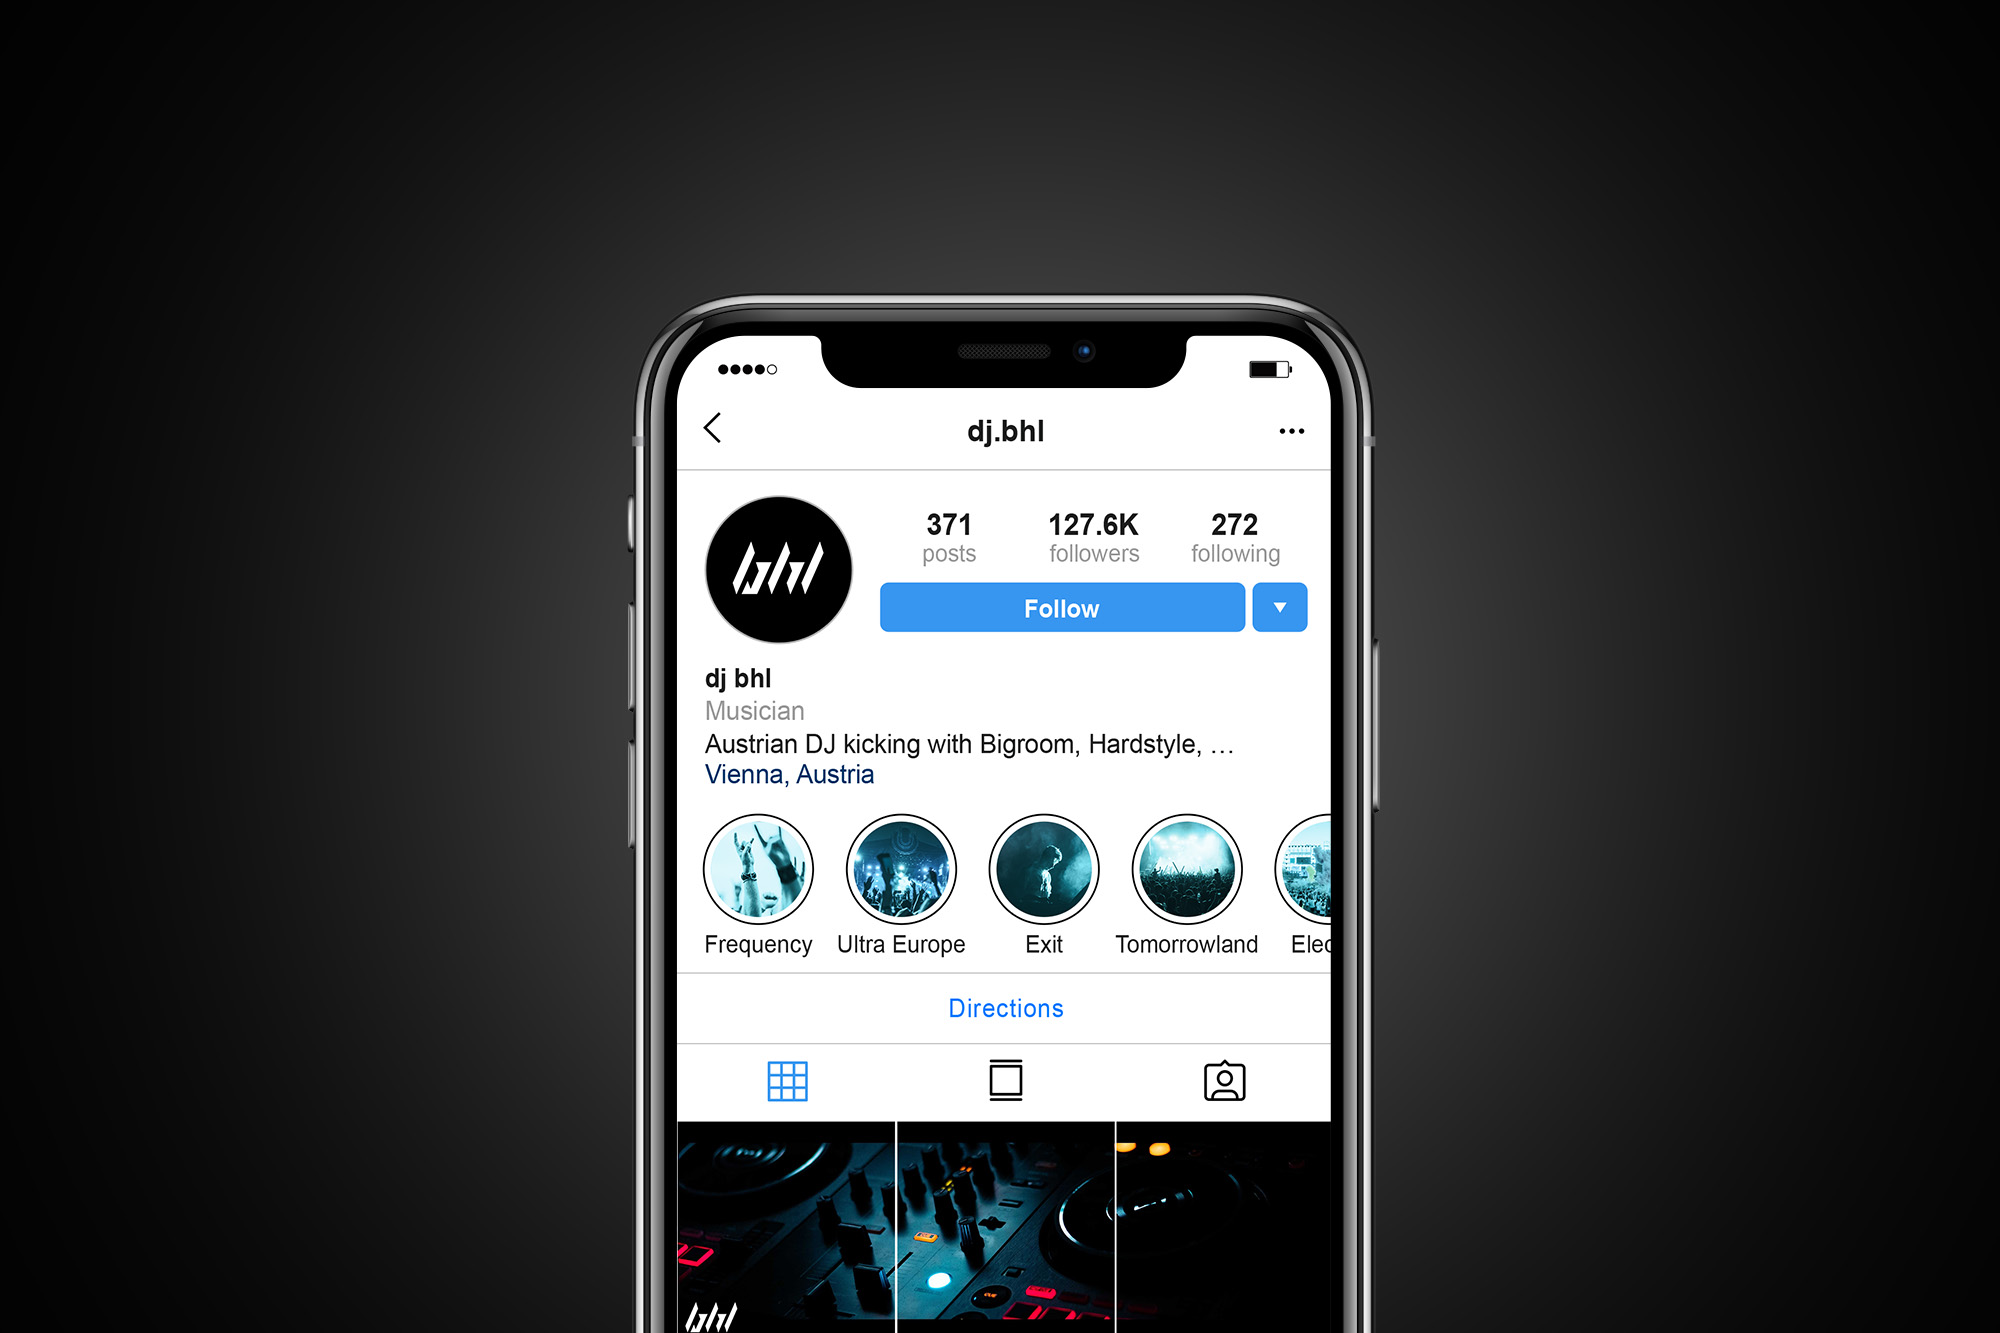 dj.bhl
bhl
371 127.6K 272
posts followers following
Follow
dj bhl
Musician
Austrian DJ kicking with Bigroom, Hardstyle, …
Vienna, Austria
Frequency Ultra Europe Exit Tomorrowland Elec
Directions
CUE
bhl